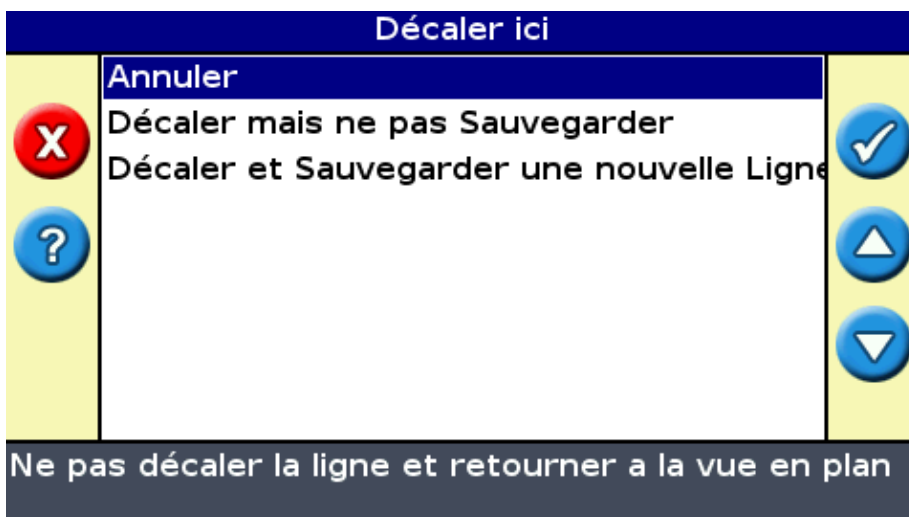 Décaler ici
Annuler
Décaler mais ne pas Sauvegarder
Décaler et Sauvegarder une nouvelle Ligne
X
?
Ne pas décaler la ligne et retourner a la vue en plan